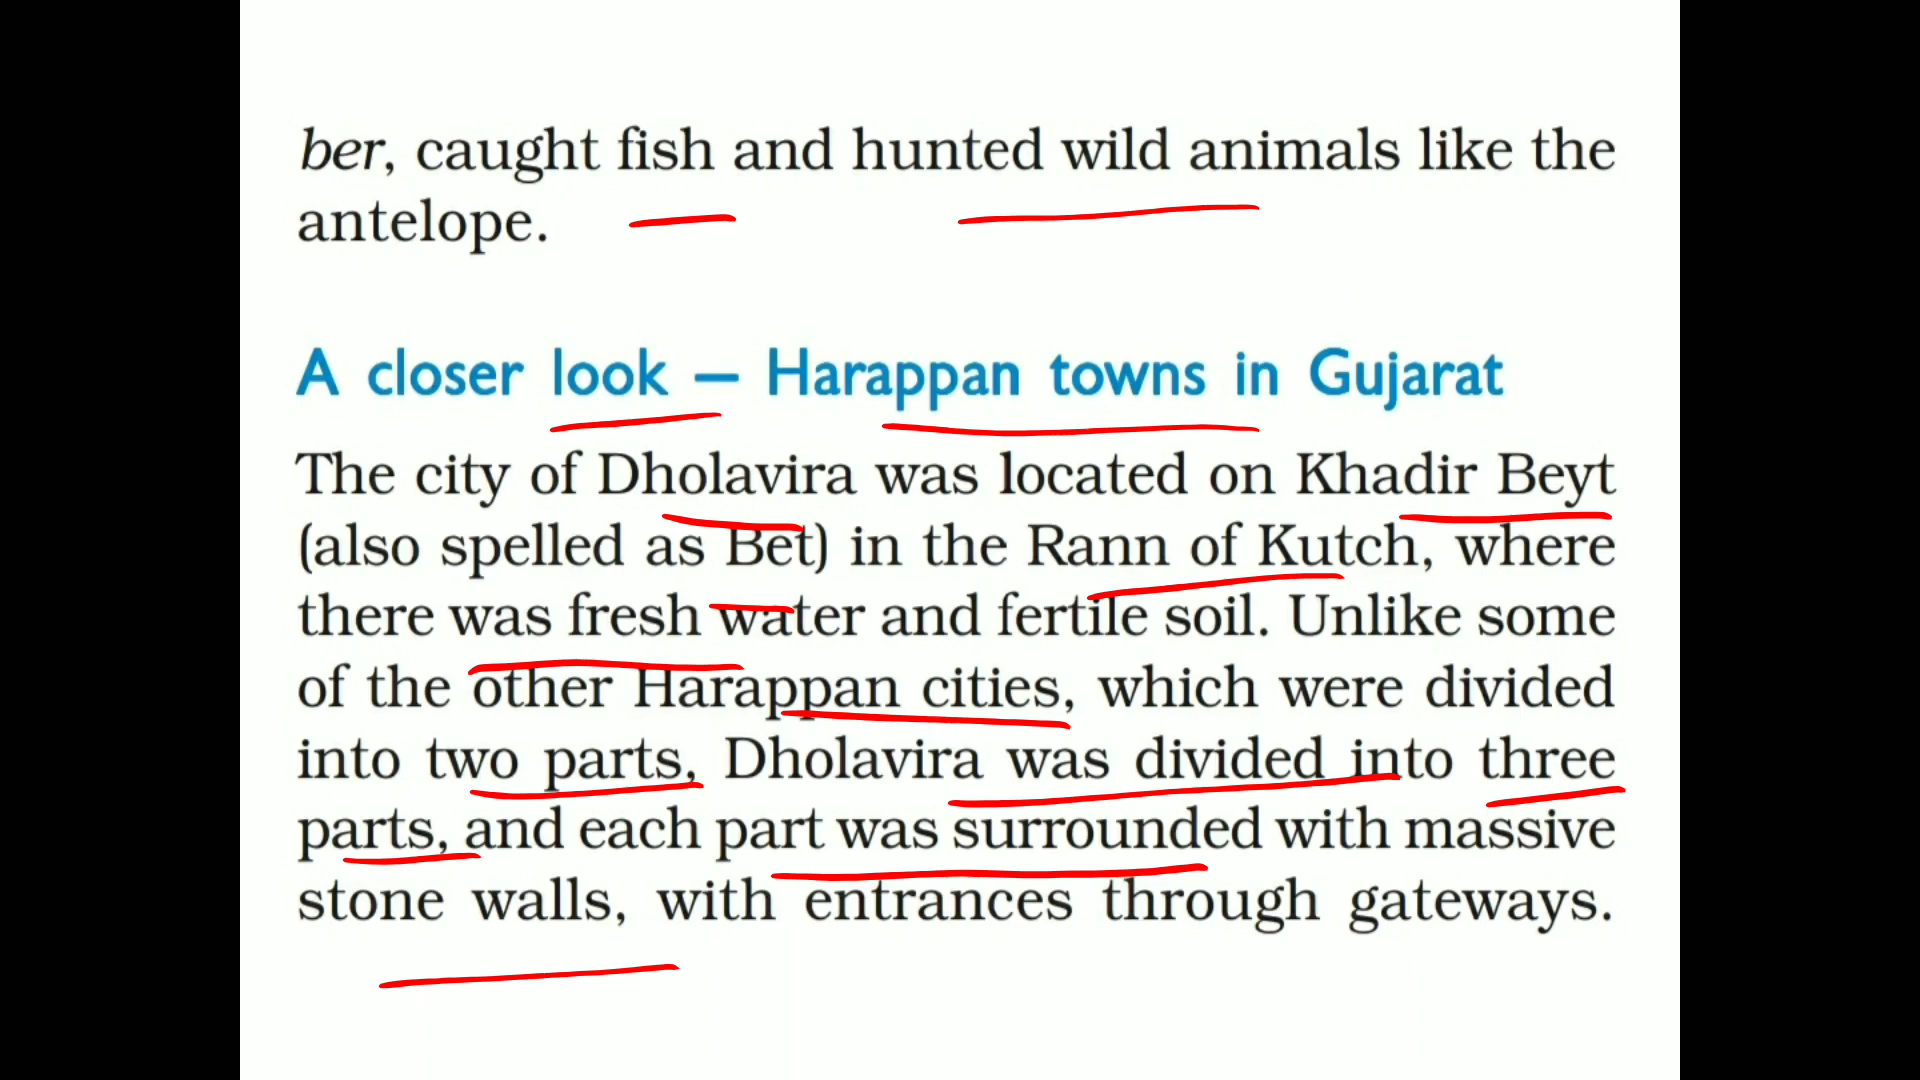 ber, caught fish and hunted wild animals like the
antelope.
A closer look — Harappan towns in Gujarat
The city of Dholavira was located on Khadir Beyt
(also spelled as Bet) in the Rann of Kutch, where
there was fresh water and fertile soil. Unlike some
of the other Harappan cities, which were divided
into two parts, Dholavira was divided into three
parts, and each part was surrounded with massive
stone walls, with entrances through gateways.